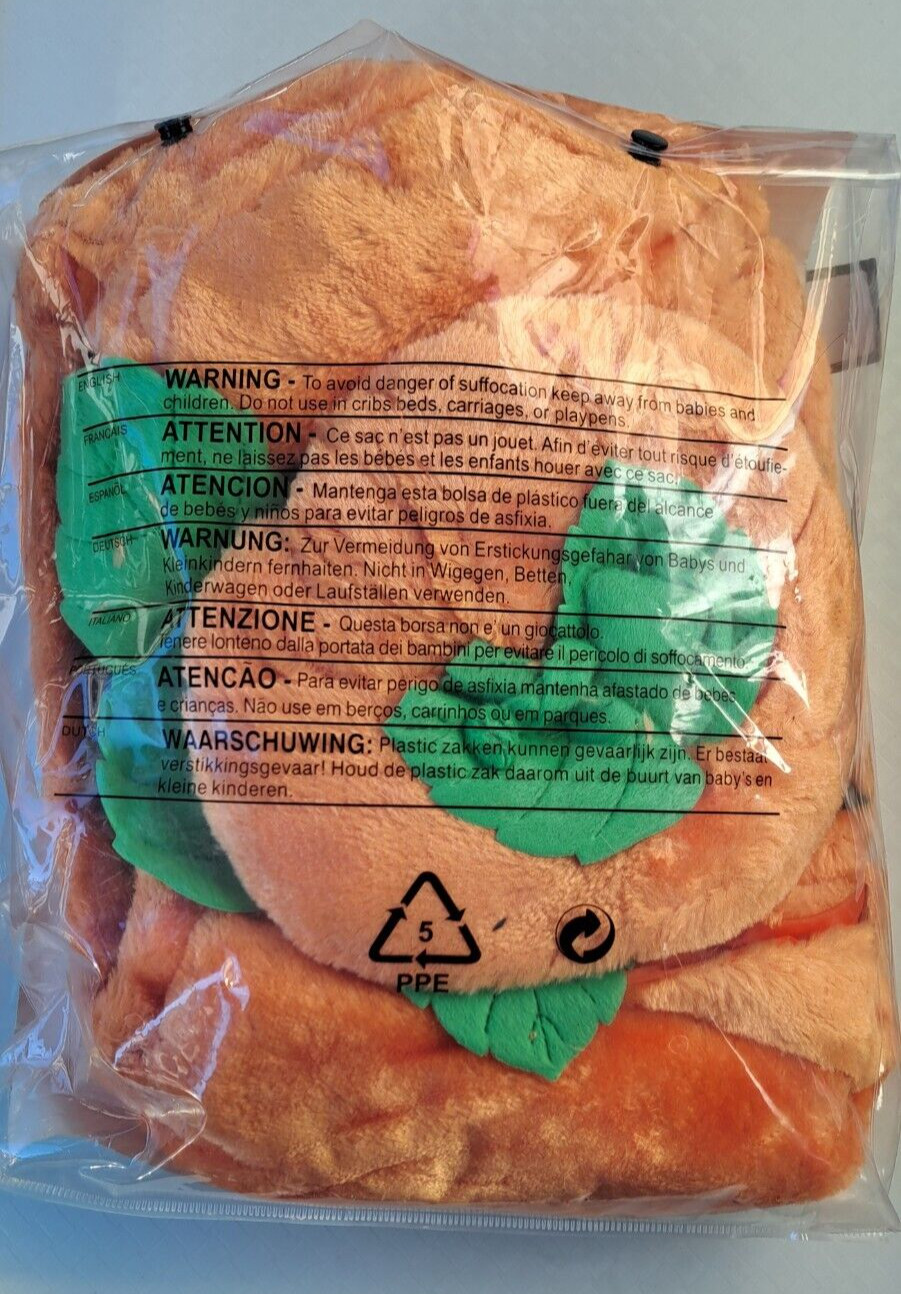 ENGLISH
WARNING - To avoid danger of suffocation keep away from babies and
children. Do not use in cribs beds, carriages, or playpens.
FRANCAIS
ATTENTION - Ce sac n'est pas un jouet. Afin d'éviter tout risque d'étoufie-
ment, ne laissez pas les bébes et les enfants houer avec ce sac.
ESPAÑOL
ATENCION - Mantenga esta bolsa de plástico fuera del alcance
de bebés y niños para evitar peligros de asfixia.
DEUTSCH
WARNUNG: Zur Vermeidung von Erstickungsgefahar von Babys und
Kleinkindern fernhaiten. Nicht in Wigegen, Betten,
Kinderwagen oder Laufställen verwenden.
ITALIANO
ATTENZIONE - Questa borsa non e' un giocattolo.
Tenere lonteno dalla portata dei bambini per evitare il pericolo di soffocamento.
PORTUGUÉS
ATENCÃO - Para evitar perigo de asfixia mantenha afastado de bebes
e crianças. Não use em berços, carrinhos ou em parques.
DUTCH
WAARSCHUWING: Plastic zakken kunnen gevaarlijk zijn. Er bestaat
verstikkingsgevaar! Houd de plastic zak daarom uit de buurt van baby's en
kleine kinderen.
5
PPE